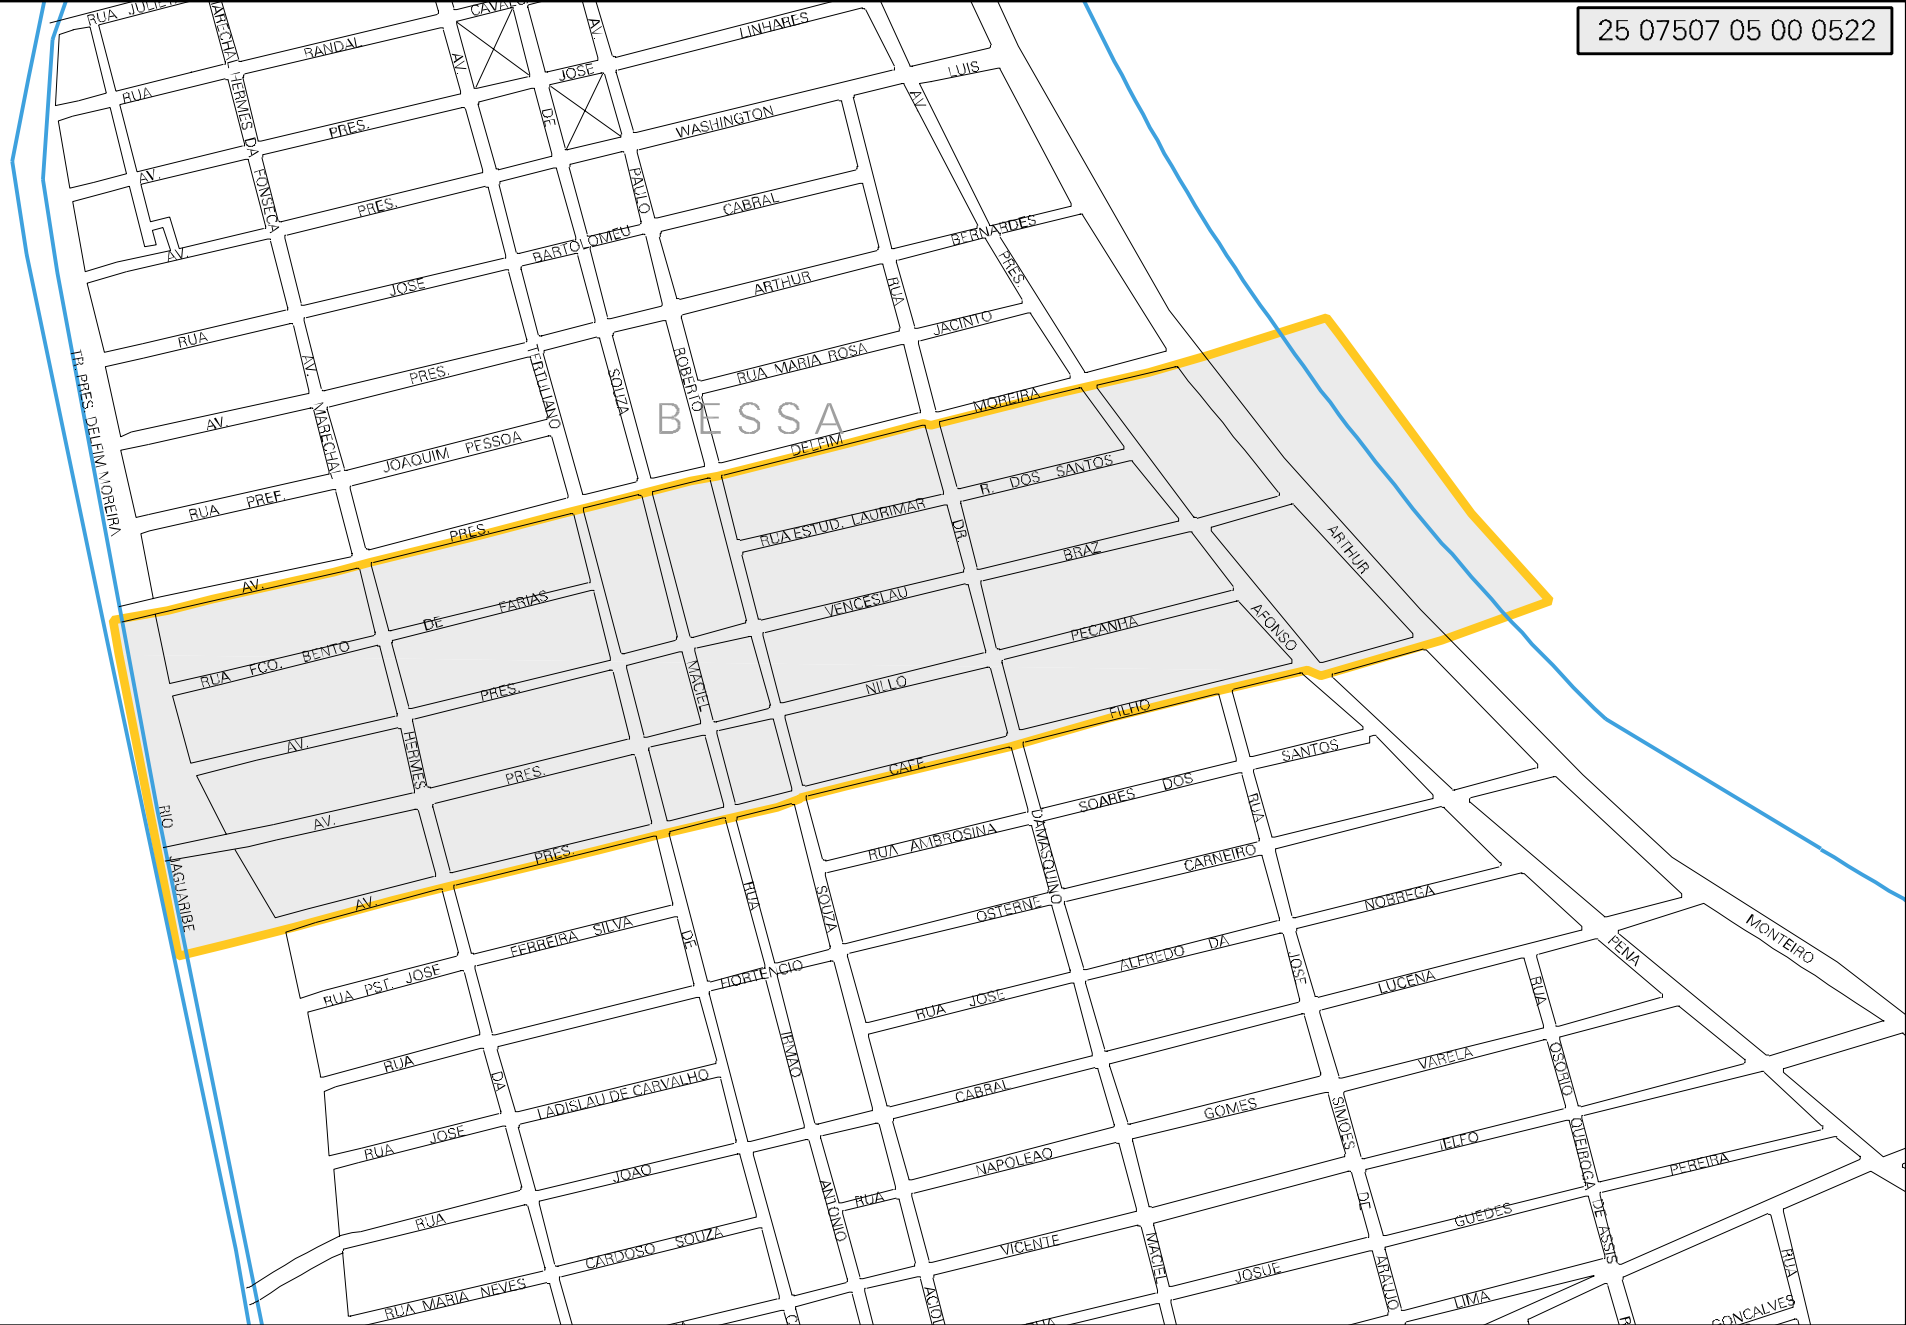 25 07507 05 00 0522
RUA
RANDAL
LINHARES
AV.
AV.
JOSE
LUIS
RUA
PRES.
DE
WASHINGTON
AV
MARECHAL HERMES DA FONSECA
AV.
PRES.
PAULO
CABRAL
BERNARDES
AV.
BARTOLOMEU
PRES.
JOSE
ARTHUR
RUA
JACINTO
RUA
AV.
PRES.
TERTULIANO
SOUZA
ROBERTO
RUA MARIA ROSA
MOREIRA
TR. PRES. DELFIM MOREIRA
AV.
MARECHAL
JOAQUIM PESSOA
BESSA
DELFIM
RUA PREF.
PRES.
RUA ESTUD. LAURIMAR
R. DOS SANTOS
DR.
BRAZ
ARTHUR
AV.
DE FARIAS
VENCESLAU
PECANHA
AFONSO
RUA FCO. BENTO
PRES.
MACIEL
NILLO
FILHO
AV.
HERMES
PRES.
CAFE
SANTOS
RIO JAGUARIBE
AV.
PRES.
RUA AMBROSINA
SOARES DOS
RUA
AV.
RUA
SOUZA
DAMASQUINO
CARNEIRO
NOBREGA
OSTERNE
FERREIRA SILVA
DE
HORTENCIO
ALFREDO DA
JOSE
LUCENA
PENA
MONTEIRO
RUA PST. JOSE
RUA JOSE
RUA
RUA
DA
IRMAO
LADISLAU DE CARVALHO
CABRAL
GOMES
VARELA
OSORIO
RUA JOSE
JOAO
NAPOLEAO
SIMOES
IELFO
QUEIROGA
PEREIRA
RUA
ANTONIO
RUA
DE
GUEDES
DE ASSIS
CARDOSO SOUZA
VICENTE
MACIEL
JOSUE
ARAUJO
LIMA
RUA
RUA MARIA NEVES
GONCALVES